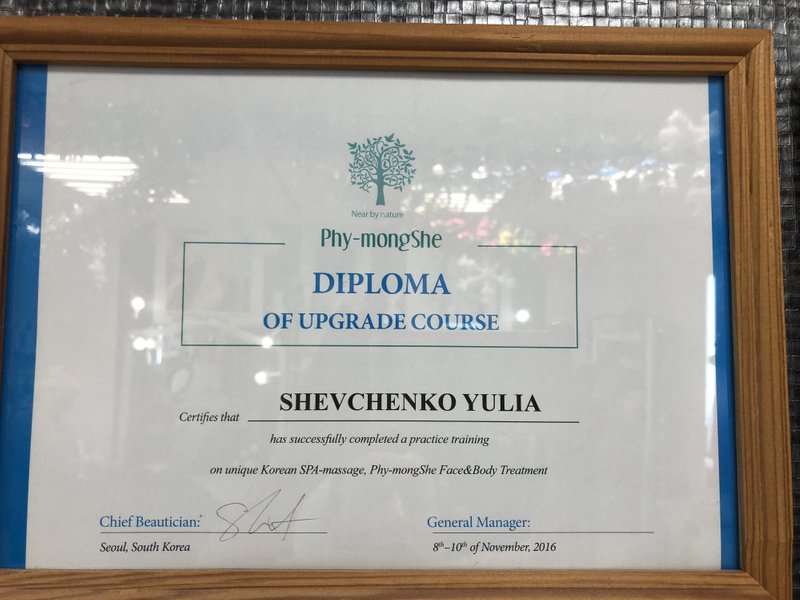 Near by nature
Phy-mongShe
DIPLOMA
OF UPGRADE COURSE
Certifies that SHEVCHENKO YULIA
has successfully completed a practice training
on unique Korean SPA-massage, Phy-mongShe Face&Body Treatment
Chief Beautician: General Manager:
Seoul, South Korea 8th–10th of November, 2016